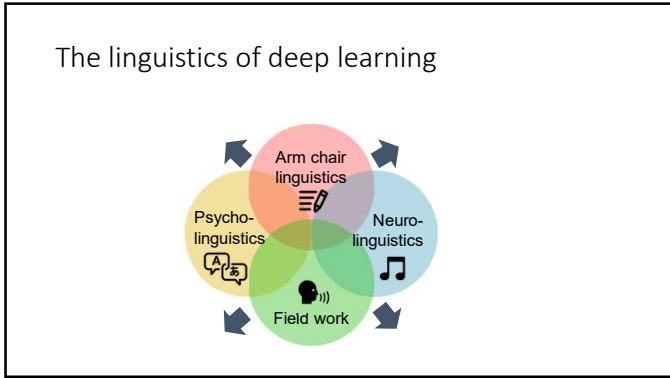 The linguistics of deep learning
Arm chair
linguistics
Psycho-
linguistics
A
あ
Neuro-
linguistics
Field work